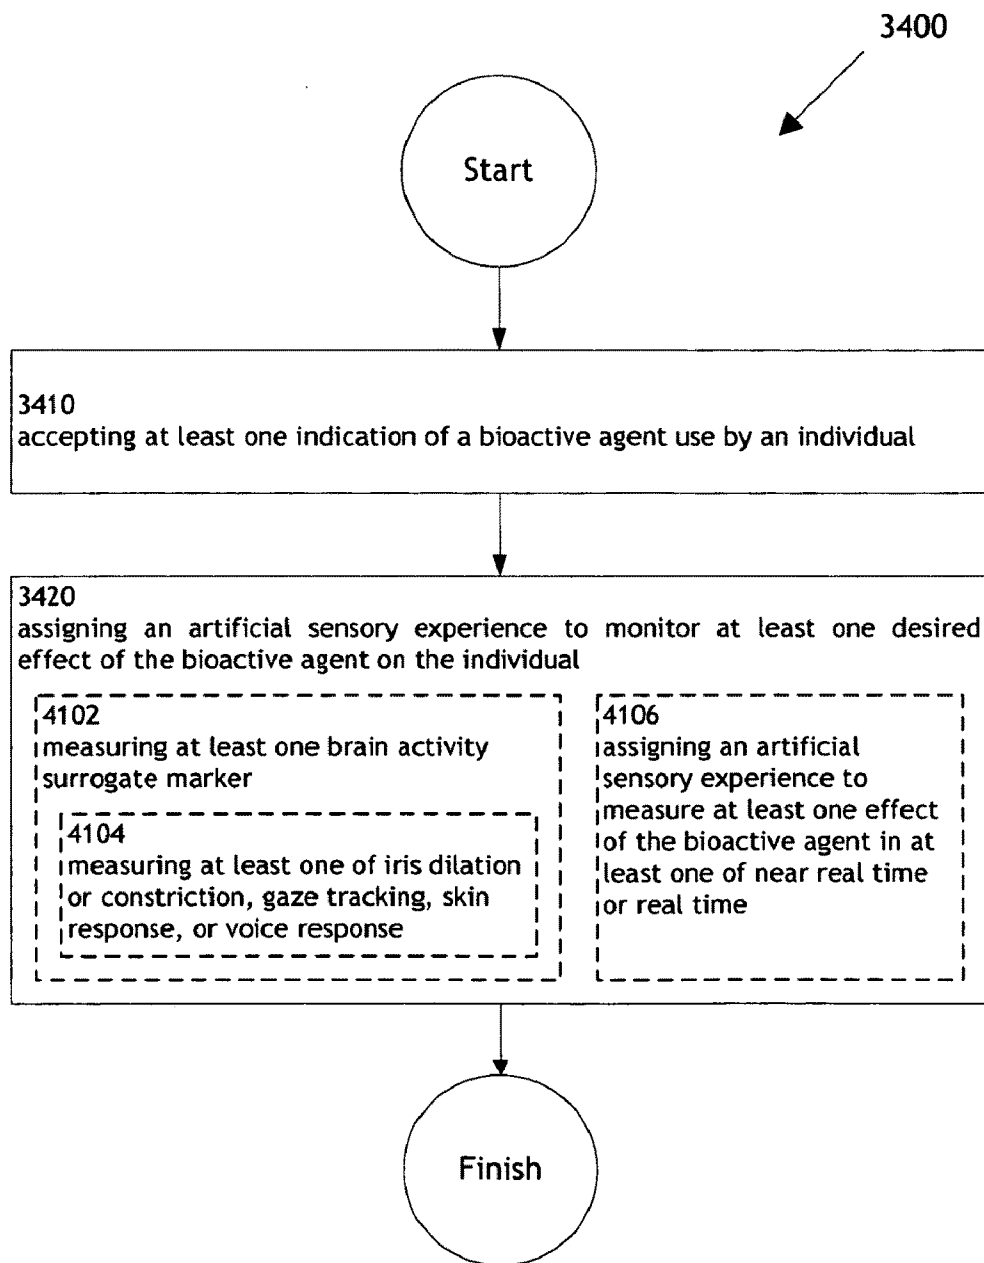 3400
Start
3410
accepting at least one indication of a bioactive agent use by an individual
3420
assigning an artificial sensory experience to monitor at least one desired
effect of the bioactive agent on the individual
4102
measuring at least one brain activity
surrogate marker
4104
measuring at least one of iris dilation
or constriction, gaze tracking, skin
response, or voice response
4106
assigning an artificial
sensory experience to
measure at least one effect
of the bioactive agent in at
least one of near real time
or real time
Finish